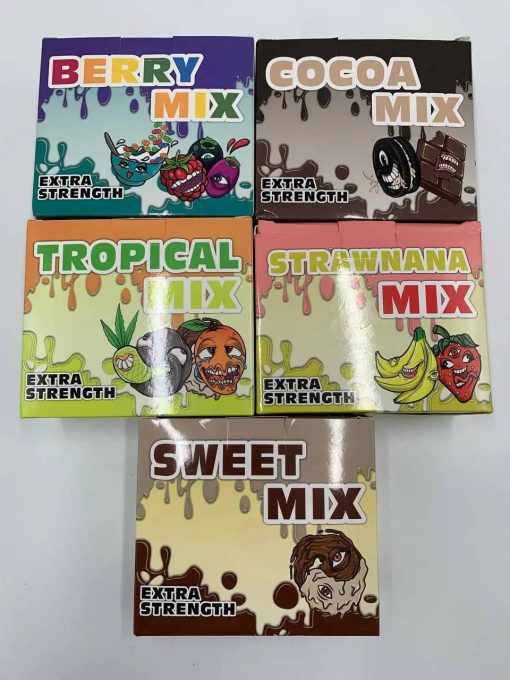 BERRY
MIX
EXTRA
STRENGTH
COCOA
MIX
EXTRA
STRENGTH
TROPICAL
MIX
EXTRA
STRENGTH
STRAWNANA
MIX
EXTRA
STRENGTH
SWEET
MIX
EXTRA
STRENGTH